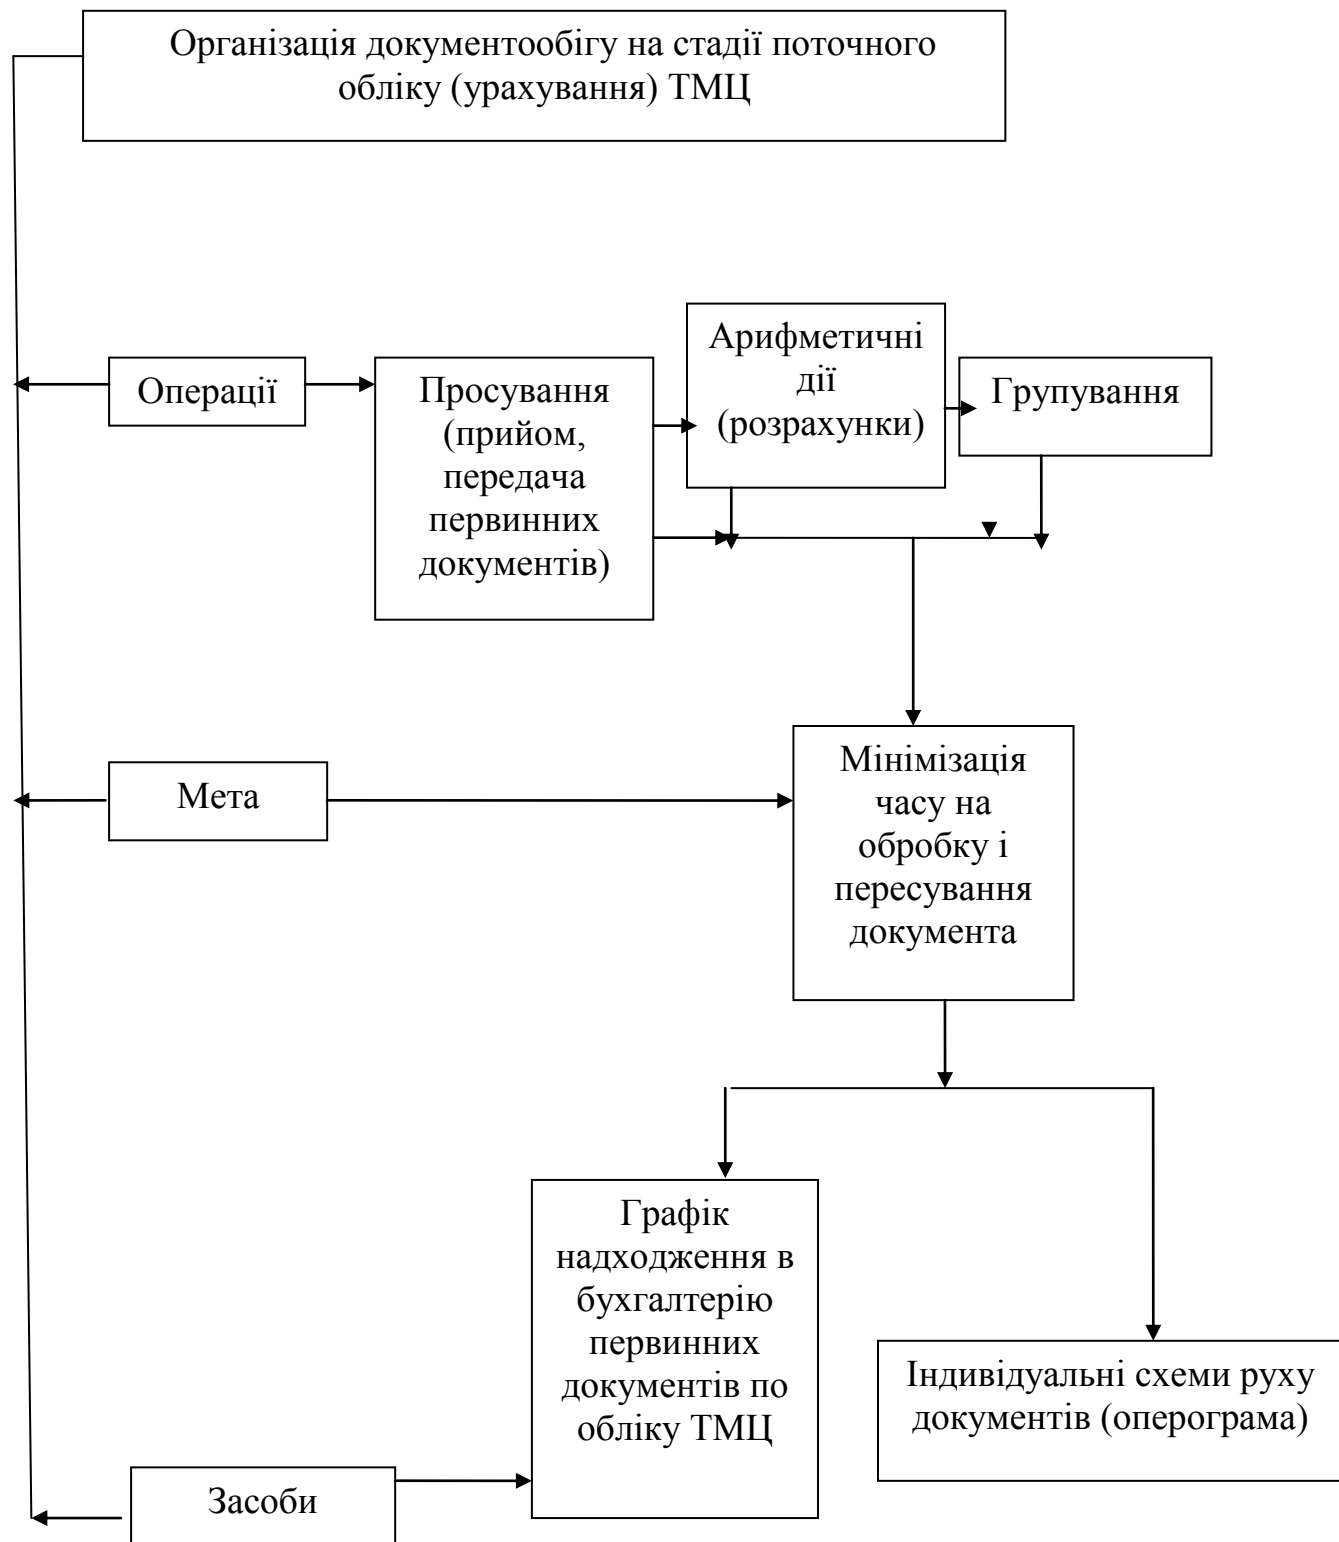 Організація документообігу на стадії поточного
обліку (урахування) ТМЦ
Операції
Просування
(прийом,
передача
первинних
документів)
Арифметичні
дії
(розрахунки)
Групування
Мета
Мінімізація
часу на
обробку і
пересування
документа
Графік
надходження в
бухгалтерію
первинних
документів по
обліку ТМЦ
Індивідуальні схеми руху
документів (оперограма)
Засоби